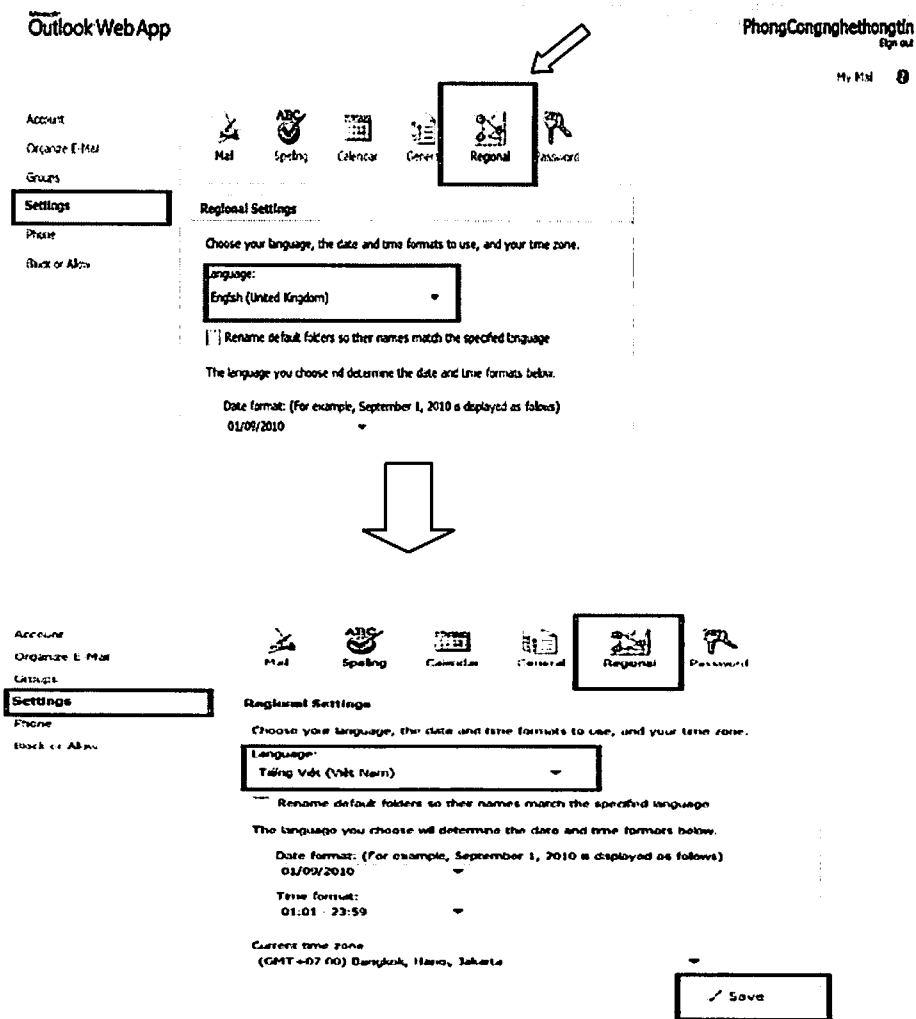 Microsoft
Outlook Web App
PhongCongnghethongtin
Sign out
My Mail
Account
Organize E-Mail
Groups
Settings
Phone
Block or Allow
Mail
ABC
Spelling
Calendar
General
Regional
Password
Regional Settings
Choose your language, the date and time formats to use, and your time zone.
Language:
English (United Kingdom)
Rename default folders so their names match the specified language
The language you choose will determine the date and time formats below.
Date format: (For example, September 1, 2010 is displayed as follows)
01/09/2010
Account
Organize E-Mail
Groups
Settings
Phone
Block or Allow
Mail
ABC
Spelling
Calendar
General
Regional
Password
Regional Settings
Choose your language, the date and time formats to use, and your time zone.
Language:
Tiếng Việt (Việt Nam)
Rename default folders so their names match the specified language
The language you choose will determine the date and time formats below.
Date format: (For example, September 1, 2010 is displayed as follows)
01/09/2010
Time format:
01:01 - 23:59
Current time zone
(GMT+07:00) Bangkok, Hanoi, Jakarta
Save